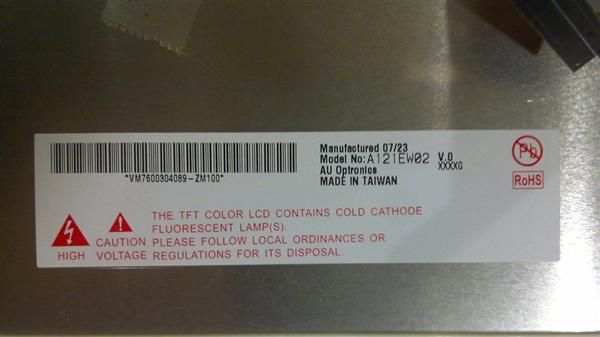 Manufactured 07/23
Model No: A121EW02 V.0
XXXXG
AU Optronics
MADE IN TAIWAN
*VM7600304089-ZM100*
Pb
RoHS
THE TFT COLOR LCD CONTAINS COLD CATHODE
FLUORESCENT LAMP(S).
CAUTION PLEASE FOLLOW LOCAL ORDINANCES OR
HIGH VOLTAGE REGULATIONS FOR ITS DISPOSAL.